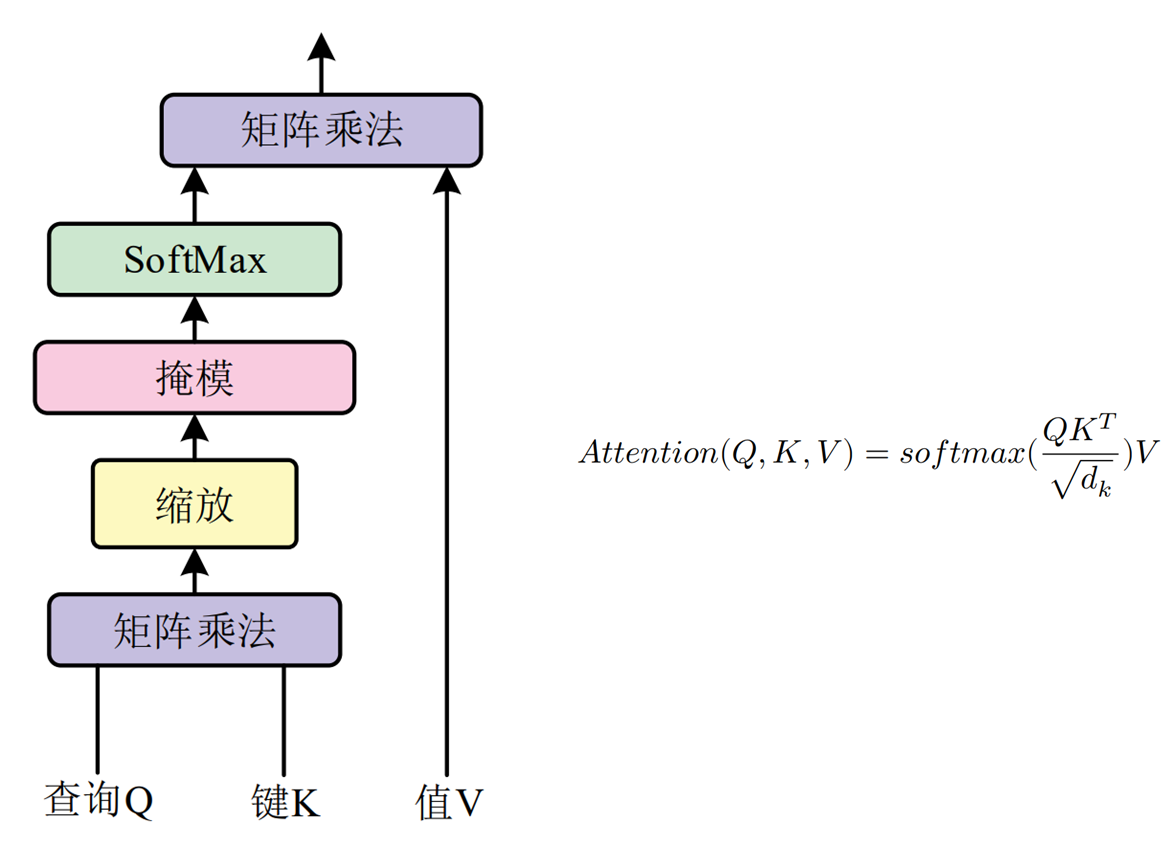 矩阵乘法
SoftMax
掩模
缩放
矩阵乘法
查询Q 键K 值V
Attention(Q, K, V) = softmax(\frac{QK^T}{\sqrt{d_k}})V